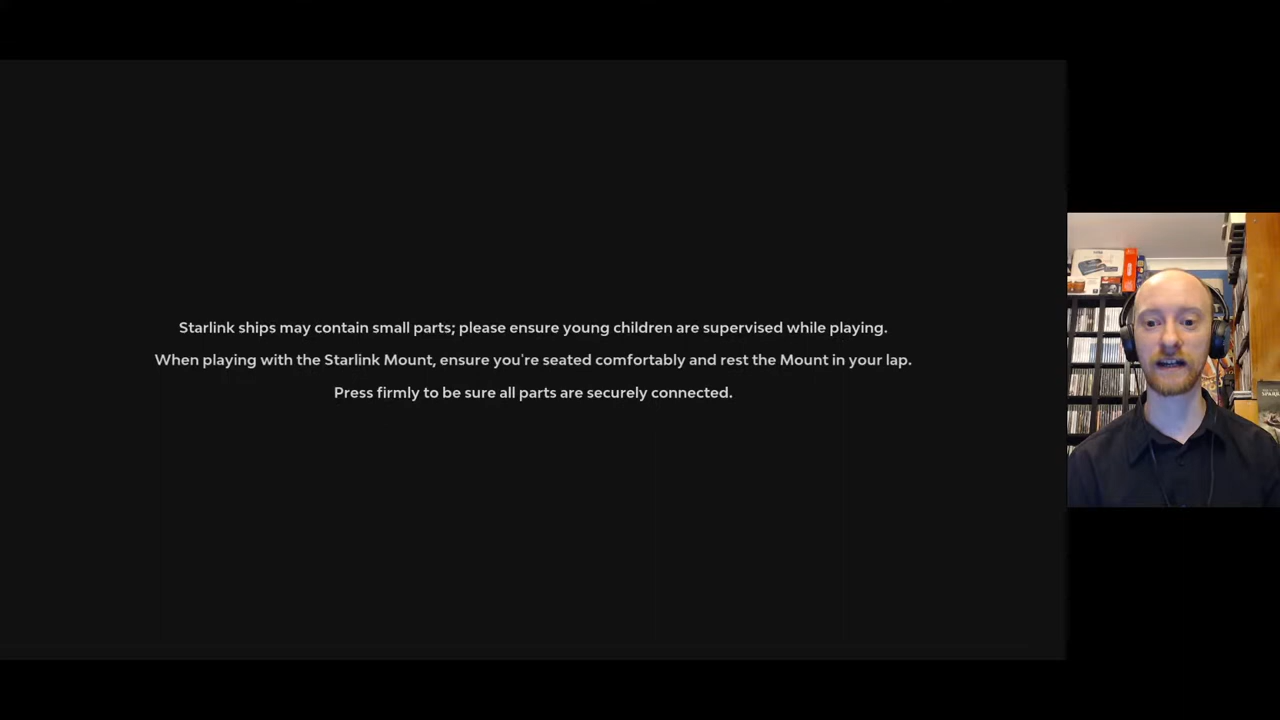 Starlink ships may contain small parts; please ensure young children are supervised while playing.
When playing with the Starlink Mount, ensure you're seated comfortably and rest the Mount in your lap.
Press firmly to be sure all parts are securely connected.